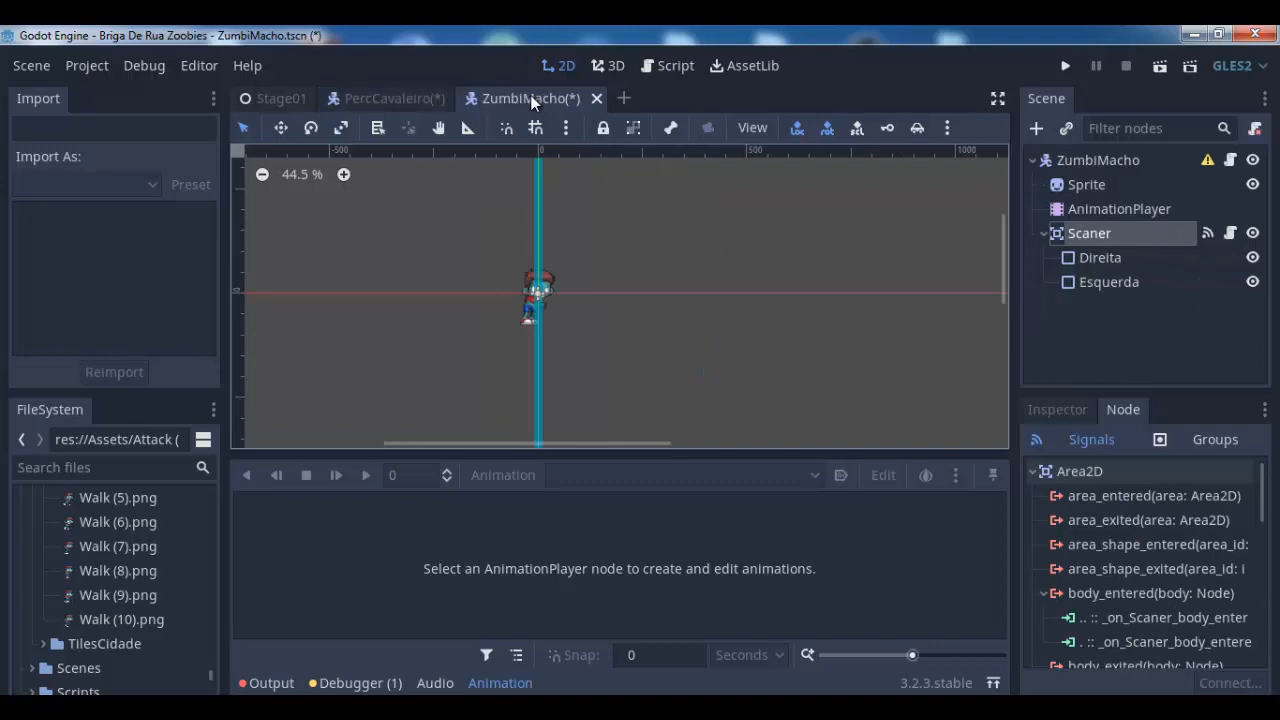 Godot Engine - Briga De Rua Zoobies - ZumbiMacho.tscn (*)
Scene Project Debug Editor Help
2D 3D Script AssetLib
GLES2
Import
Stage01 PercCavaleiro(*) ZumbiMacho(*)
Scene
View
Filter nodes
Import As:
Preset
-500 0 500 1000
44.5 %
0
ZumbiMacho
Sprite
AnimationPlayer
Scaner
Direita
Esquerda
Reimport
FileSystem
Inspector Node
res://Assets/Attack (
Signals Groups
Search files
0 Animation Edit
Area2D
Walk (5).png
Walk (6).png
Walk (7).png
Walk (8).png
Walk (9).png
Walk (10).png
TilesCidade
Scenes
Scripts
Select an AnimationPlayer node to create and edit animations.
area_entered(area: Area2D)
area_exited(area: Area2D)
area_shape_entered(area_id:
area_shape_exited(area_id: I
body_entered(body: Node)
.. :: _on_Scaner_body_enter
. :: _on_Scaner_body_entere
body_exited(body: Node)
Snap: 0 Seconds
Output Debugger (1) Audio Animation 3.2.3.stable
Connect...